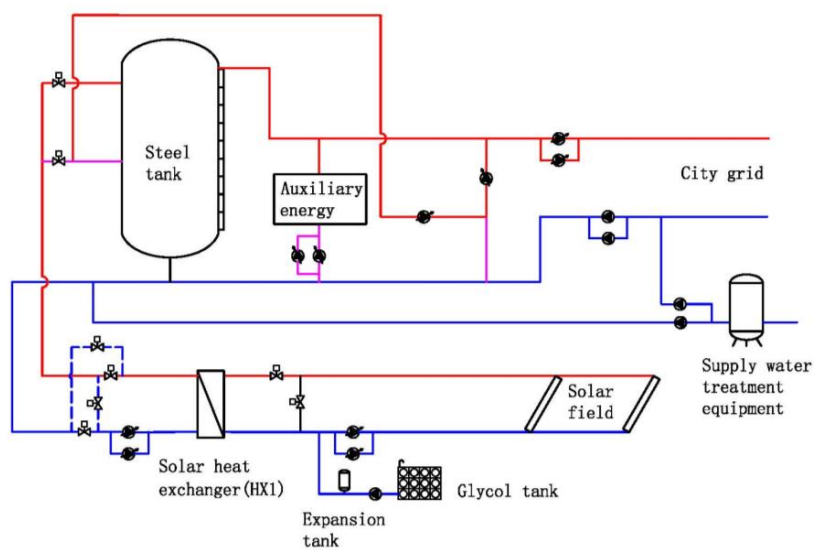 Steel
tank
Auxiliary
energy
City grid
Supply water
treatment
equipment
Solar
field
Solar heat
exchanger(HX1)
Glycol tank
Expansion
tank